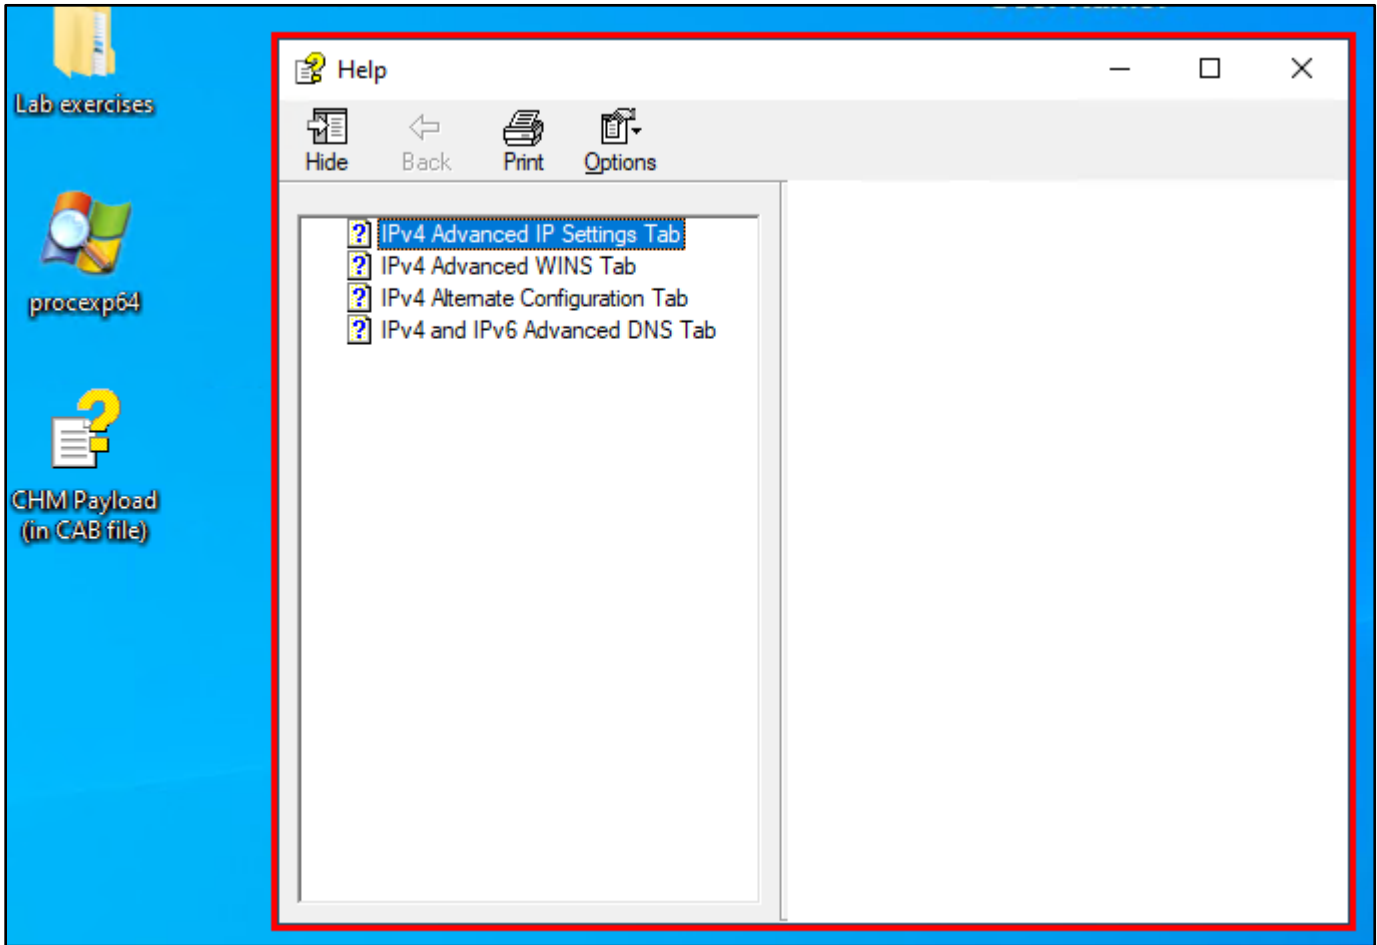 Lab exercises
procexp64
CHM Payload
(in CAB file)
Help
Hide
Back
Print
Options
IPv4 Advanced IP Settings Tab
IPv4 Advanced WINS Tab
IPv4 Alternate Configuration Tab
IPv4 and IPv6 Advanced DNS Tab